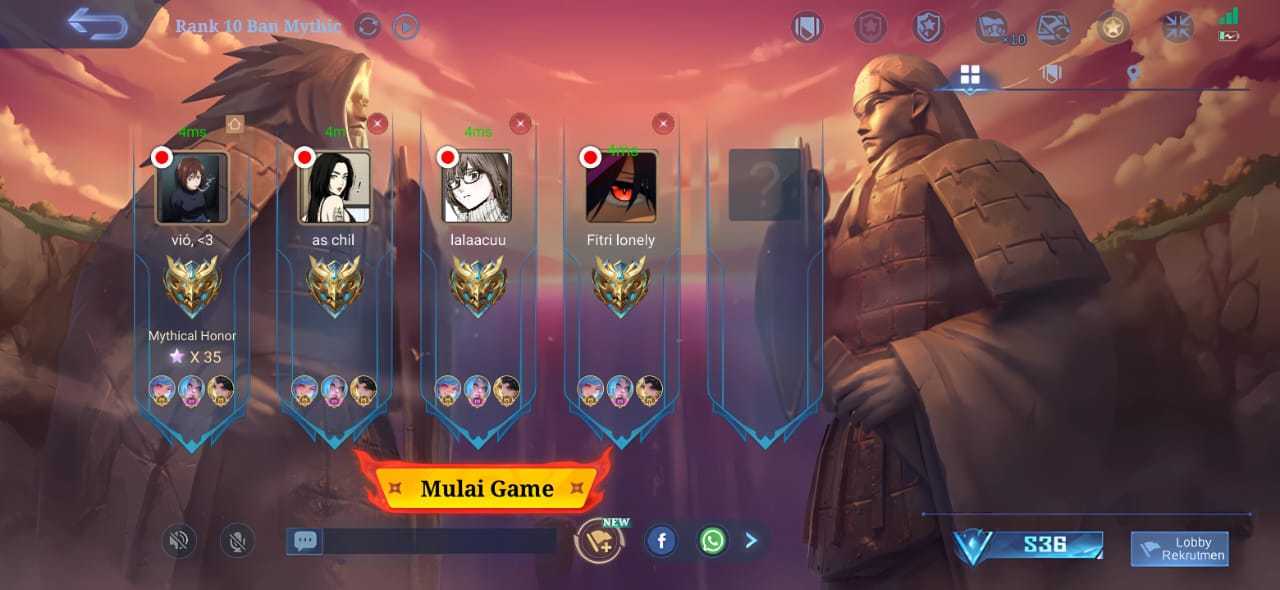 Rank 10 Ban Mythic
×10
4ms
4m
4ms
4ms
?
vió, <3
as chil
lalaacuu
Fitri lonely
Mythical Honor
X 35
Mulai Game
NEW
S36
Lobby
Rekrutmen